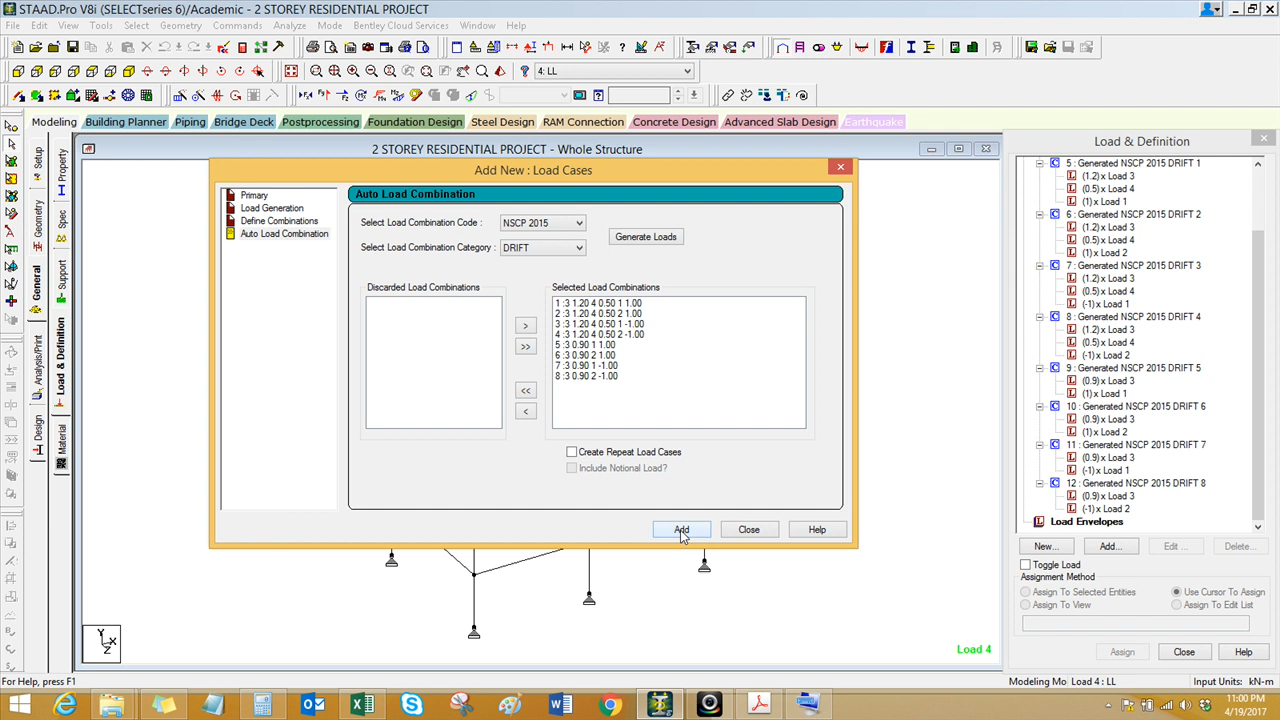 STAAD.Pro V8i (SELECTseries 6)/Academic - 2 STOREY RESIDENTIAL PROJECT
File Edit View Tools Select Geometry Commands Analyze Mode Bentley Cloud Services Window Help
4: LL
Modeling Building Planner Piping Bridge Deck Postprocessing Foundation Design Steel Design RAM Connection Concrete Design Advanced Slab Design Earthquake
Setup
Geometry
General
Analysis/Print
Design
Property
Spec
Support
Load & Definition
Material
2 STOREY RESIDENTIAL PROJECT - Whole Structure
Add New : Load Cases
Primary
Load Generation
Define Combinations
Auto Load Combination
Auto Load Combination
Select Load Combination Code : NSCP 2015
Generate Loads
Select Load Combination Category : DRIFT
Discarded Load Combinations
Selected Load Combinations
1 :3 1.20 4 0.50 1 1.00
2 :3 1.20 4 0.50 2 1.00
3 :3 1.20 4 0.50 1 -1.00
4 :3 1.20 4 0.50 2 -1.00
5 :3 0.90 1 1.00
6 :3 0.90 2 1.00
7 :3 0.90 1 -1.00
8 :3 0.90 2 -1.00
>
>>
<<
<
Create Repeat Load Cases
Include Notional Load?
Add Close Help
Y
X
Z
Load 4
Load & Definition
5 : Generated NSCP 2015 DRIFT 1
(1.2) x Load 3
(0.5) x Load 4
(1) x Load 1
6 : Generated NSCP 2015 DRIFT 2
(1.2) x Load 3
(0.5) x Load 4
(1) x Load 2
7 : Generated NSCP 2015 DRIFT 3
(1.2) x Load 3
(0.5) x Load 4
(-1) x Load 1
8 : Generated NSCP 2015 DRIFT 4
(1.2) x Load 3
(0.5) x Load 4
(-1) x Load 2
9 : Generated NSCP 2015 DRIFT 5
(0.9) x Load 3
(1) x Load 1
10 : Generated NSCP 2015 DRIFT 6
(0.9) x Load 3
(1) x Load 2
11 : Generated NSCP 2015 DRIFT 7
(0.9) x Load 3
(-1) x Load 1
12 : Generated NSCP 2015 DRIFT 8
(0.9) x Load 3
(-1) x Load 2
Load Envelopes
New... Add... Edit ... Delete...
Toggle Load
Assignment Method
Assign To Selected Entities Use Cursor To Assign
Assign To View Assign To Edit List
Assign Close Help
For Help, press F1
Modeling Mo Load 4 : LL Input Units: kN-m
11:00 PM
4/19/2017